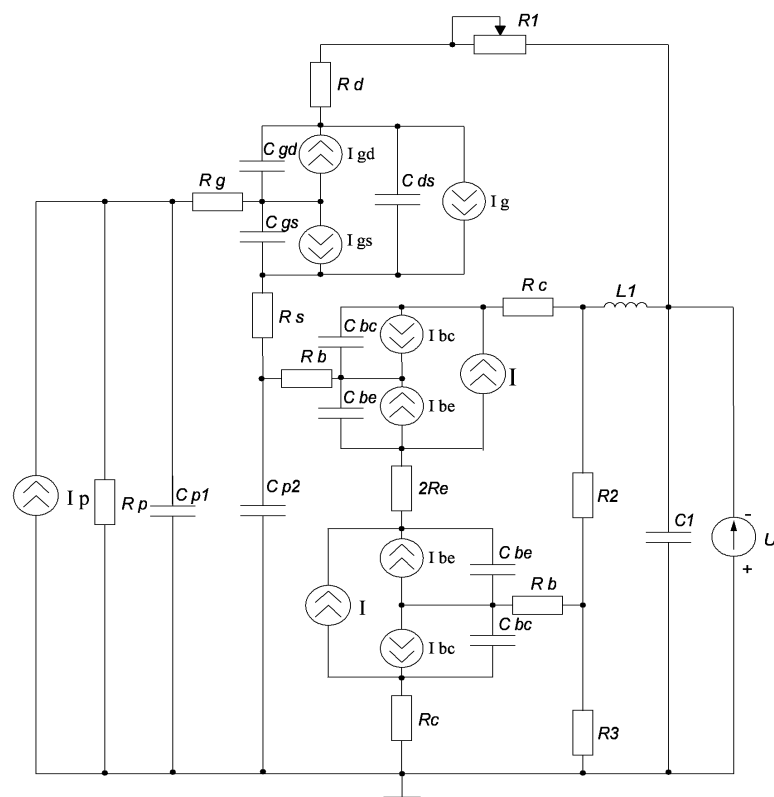 R1
R d
C gd
I gd
C ds
R g
I g
C gs
I gs
R s
C bc
I bc
R c
L1
R b
I
C be
I be
2Re
I p
R p
C p1
C p2
R2
C1
-
U
+
I be
C be
R b
I
C bc
I bc
Rc
R3